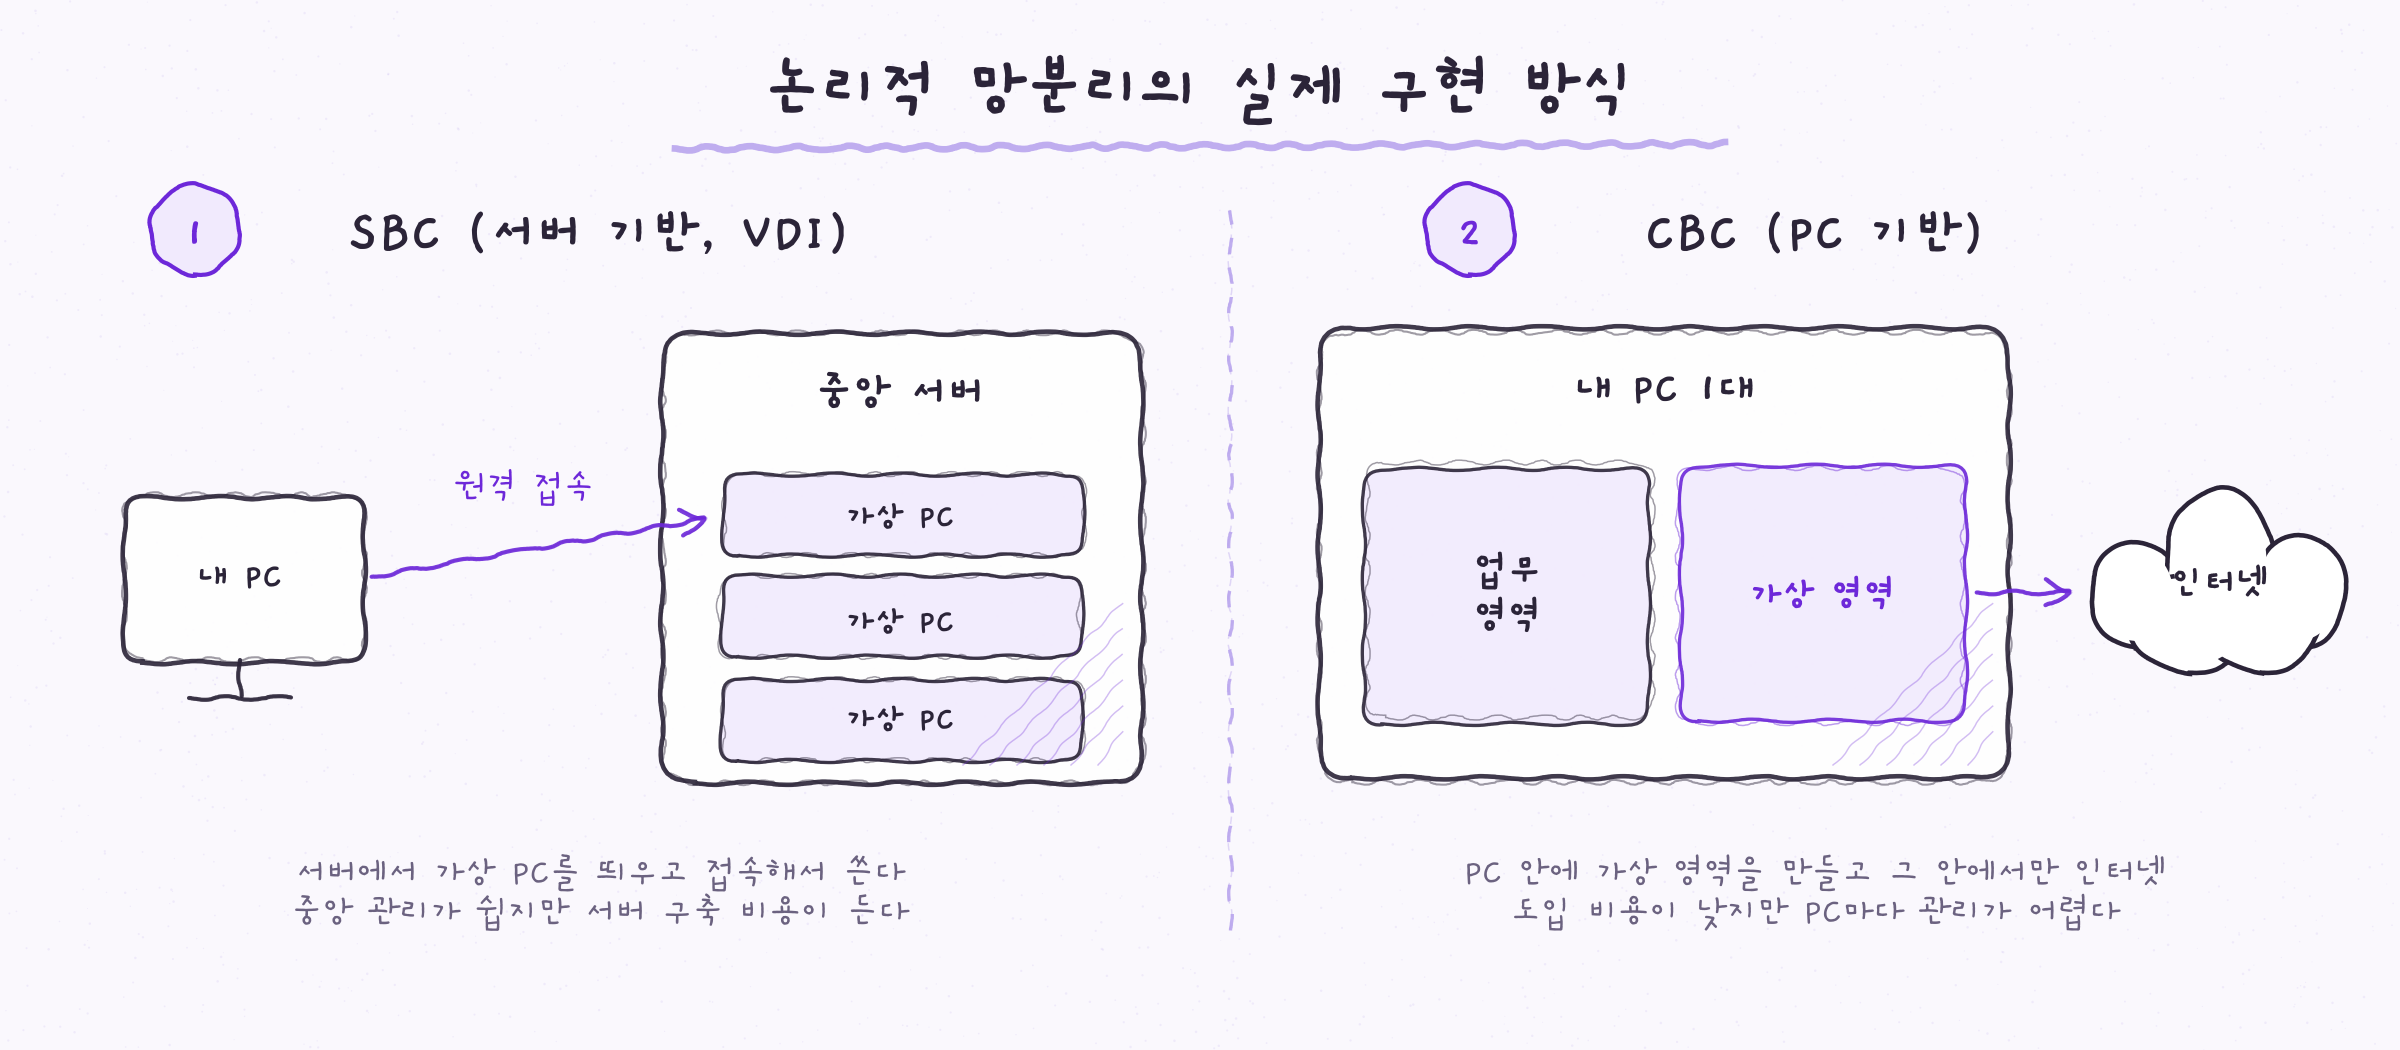 논리적 망분리의 실제 구현 방식
1
SBC (서버 기반, VDI)
중앙 서버
원격 접속
내 PC
가상 PC
가상 PC
가상 PC
서버에서 가상 PC를 띄우고 접속해서 쓴다
중앙 관리가 쉽지만 서버 구축 비용이 든다
2
CBC (PC 기반)
내 PC 1대
업무
영역
가상 영역
인터넷
PC 안에 가상 영역을 만들고 그 안에서만 인터넷
도입 비용이 낮지만 PC마다 관리가 어렵다